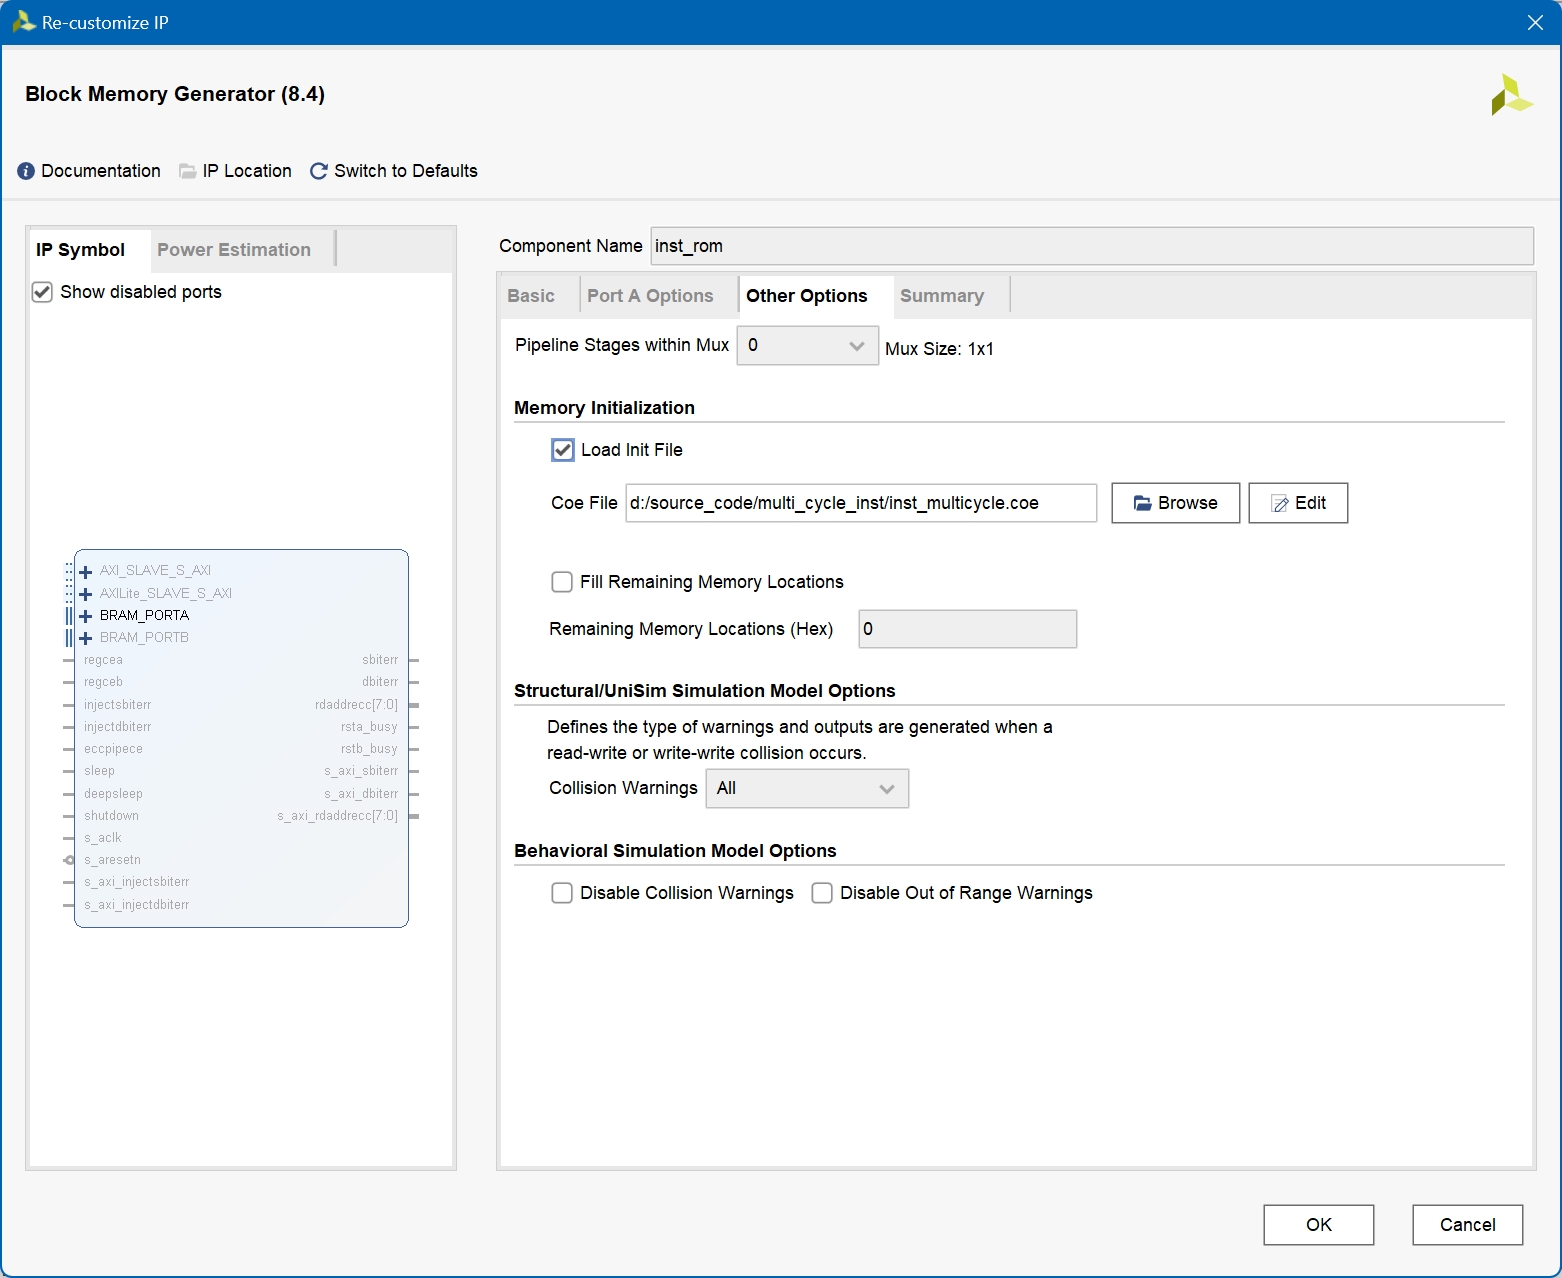 Re-customize IP
Block Memory Generator (8.4)
Documentation IP Location Switch to Defaults
IP Symbol Power Estimation
Show disabled ports
AXI_SLAVE_S_AXI
AXILite_SLAVE_S_AXI
BRAM_PORTA
BRAM_PORTB
regcea sbiterr
regceb dbiterr
injectsbiterr rdaddrecc[7:0]
injectdbiterr rsta_busy
eccpipece rstb_busy
sleep s_axi_sbiterr
deepsleep s_axi_dbiterr
shutdown s_axi_rdaddrecc[7:0]
s_aclk
s_aresetn
s_axi_injectsbiterr
s_axi_injectdbiterr
Component Name inst_rom
Basic Port A Options Other Options Summary
Pipeline Stages within Mux 0 Mux Size: 1x1
Memory Initialization
Load Init File
Coe File d:/source_code/multi_cycle_inst/inst_multicycle.coe Browse Edit
Fill Remaining Memory Locations
Remaining Memory Locations (Hex) 0
Structural/UniSim Simulation Model Options
Defines the type of warnings and outputs are generated when a
read-write or write-write collision occurs.
Collision Warnings All
Behavioral Simulation Model Options
Disable Collision Warnings Disable Out of Range Warnings
OK Cancel